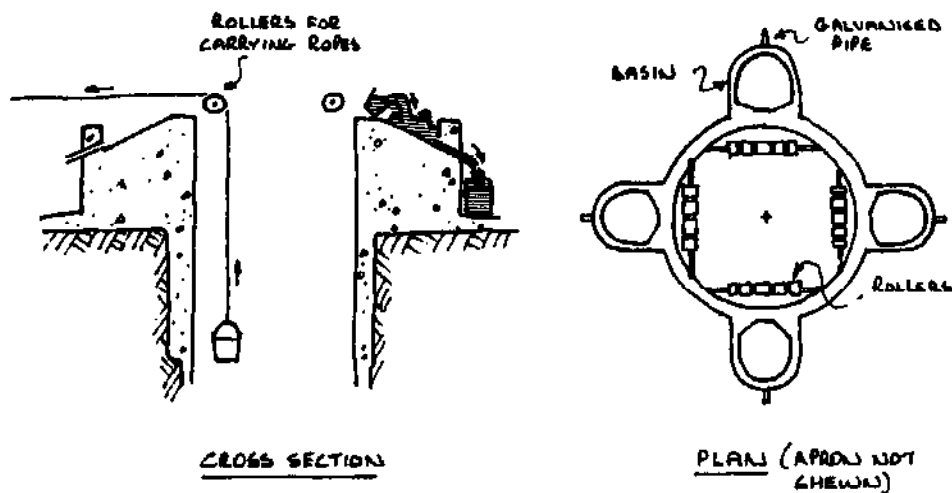 ROLLERS FOR
CARRYING ROPES
GALVANISED
PIPE
BASIN
ROLLERS
CROSS SECTION
PLAN (APRON NOT
SHEWN)